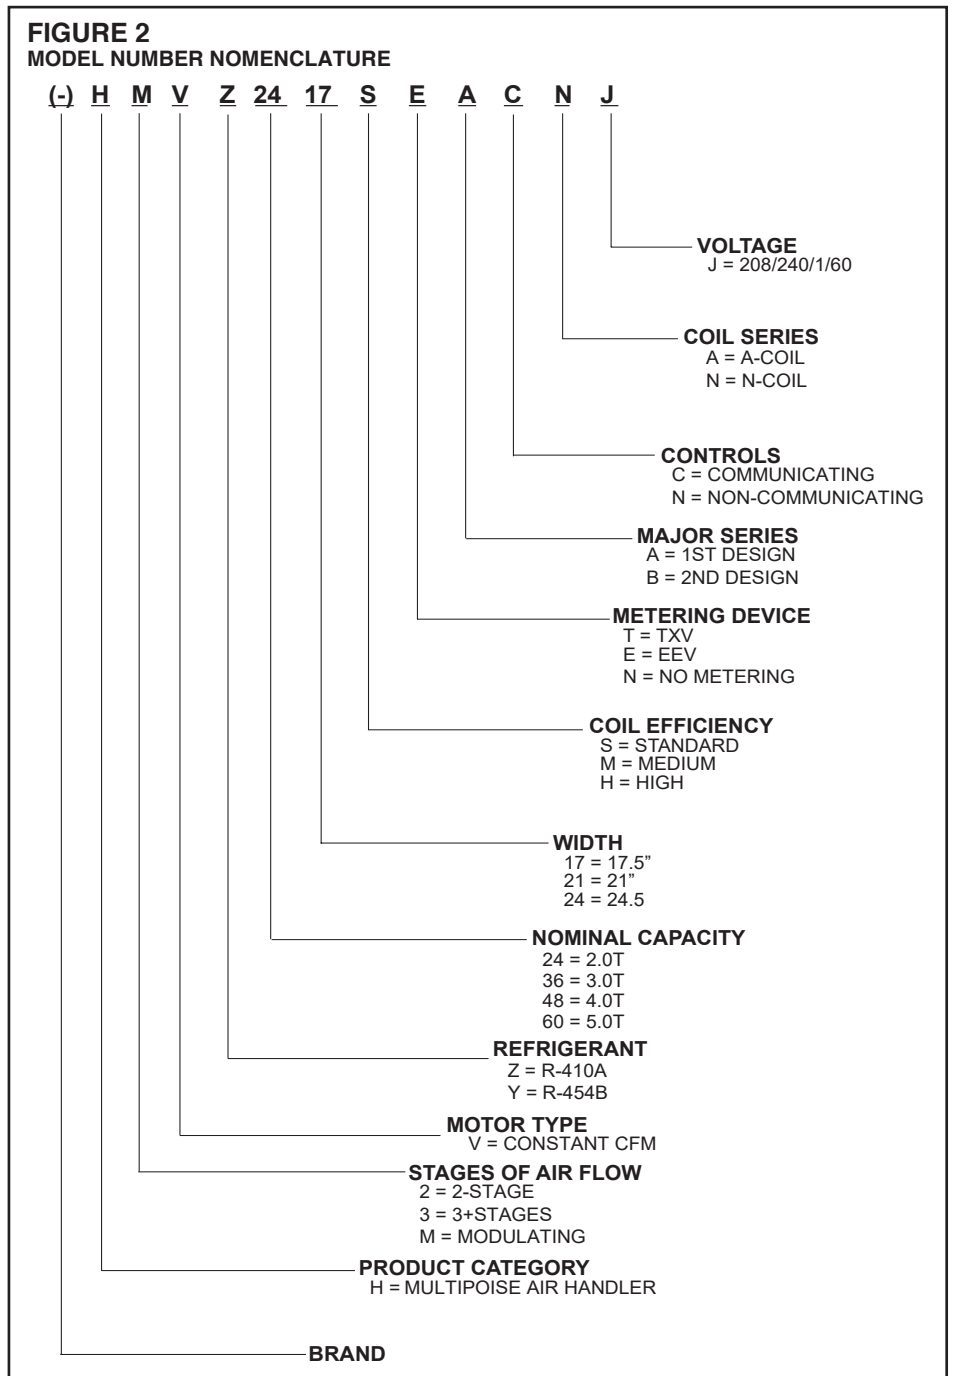 FIGURE 2
MODEL NUMBER NOMENCLATURE
(-) H M V Z 24 17 S E A C N J
VOLTAGE
J = 208/240/1/60
COIL SERIES
A = A-COIL
N = N-COIL
CONTROLS
C = COMMUNICATING
N = NON-COMMUNICATING
MAJOR SERIES
A = 1ST DESIGN
B = 2ND DESIGN
METERING DEVICE
T = TXV
E = EEV
N = NO METERING
COIL EFFICIENCY
S = STANDARD
M = MEDIUM
H = HIGH
WIDTH
17 = 17.5”
21 = 21”
24 = 24.5
NOMINAL CAPACITY
24 = 2.0T
36 = 3.0T
48 = 4.0T
60 = 5.0T
REFRIGERANT
Z = R-410A
Y = R-454B
MOTOR TYPE
V = CONSTANT CFM
STAGES OF AIR FLOW
2 = 2-STAGE
3 = 3+STAGES
M = MODULATING
PRODUCT CATEGORY
H = MULTIPOISE AIR HANDLER
BRAND